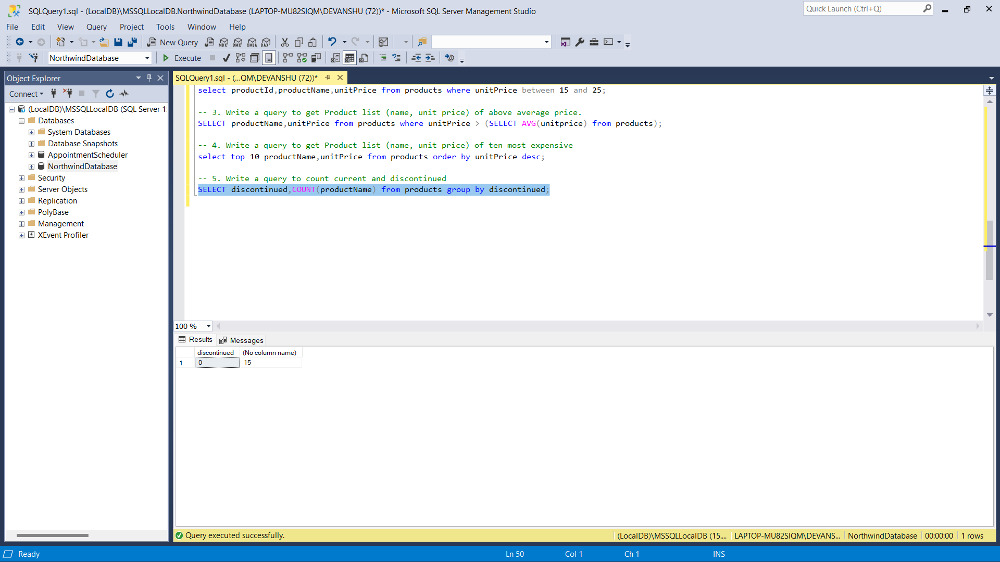 SQLQuery1.sql - (LocalDB)\MSSQLLocalDB.NorthwindDatabase (LAPTOP-MU82SIQM\DEVANSHU (72))* - Microsoft SQL Server Management Studio
Quick Launch (Ctrl+Q)
File Edit View Query Project Tools Window Help
New Query MDX DMX XMLA DAX
NorthwindDatabase Execute
Object Explorer
SQLQuery1.sql - (...QM\DEVANSHU (72))*
Connect
(LocalDB)\MSSQLLocalDB (SQL Server 15
Databases
System Databases
Database Snapshots
AppointmentScheduler
NorthwindDatabase
Security
Server Objects
Replication
PolyBase
Management
XEvent Profiler
select productId,productName,unitPrice from products where unitPrice between 15 and 25;
-- 3. Write a query to get Product list (name, unit price) of above average price.
SELECT productName,unitPrice from products where unitPrice > (SELECT AVG(unitprice) from products);
-- 4. Write a query to get Product list (name, unit price) of ten most expensive
select top 10 productName,unitPrice from products order by unitPrice desc;
-- 5. Write a query to count current and discontinued
SELECT discontinued,COUNT(productName) from products group by discontinued;
100 %
Results Messages
discontinued (No column name)
1 0 15
Query executed successfully.
(LocalDB)\MSSQLLocalDB (15.... LAPTOP-MU82SIQM\DEVANS... NorthwindDatabase 00:00:00 1 rows
Ready Ln 50 Col 1 Ch 1 INS